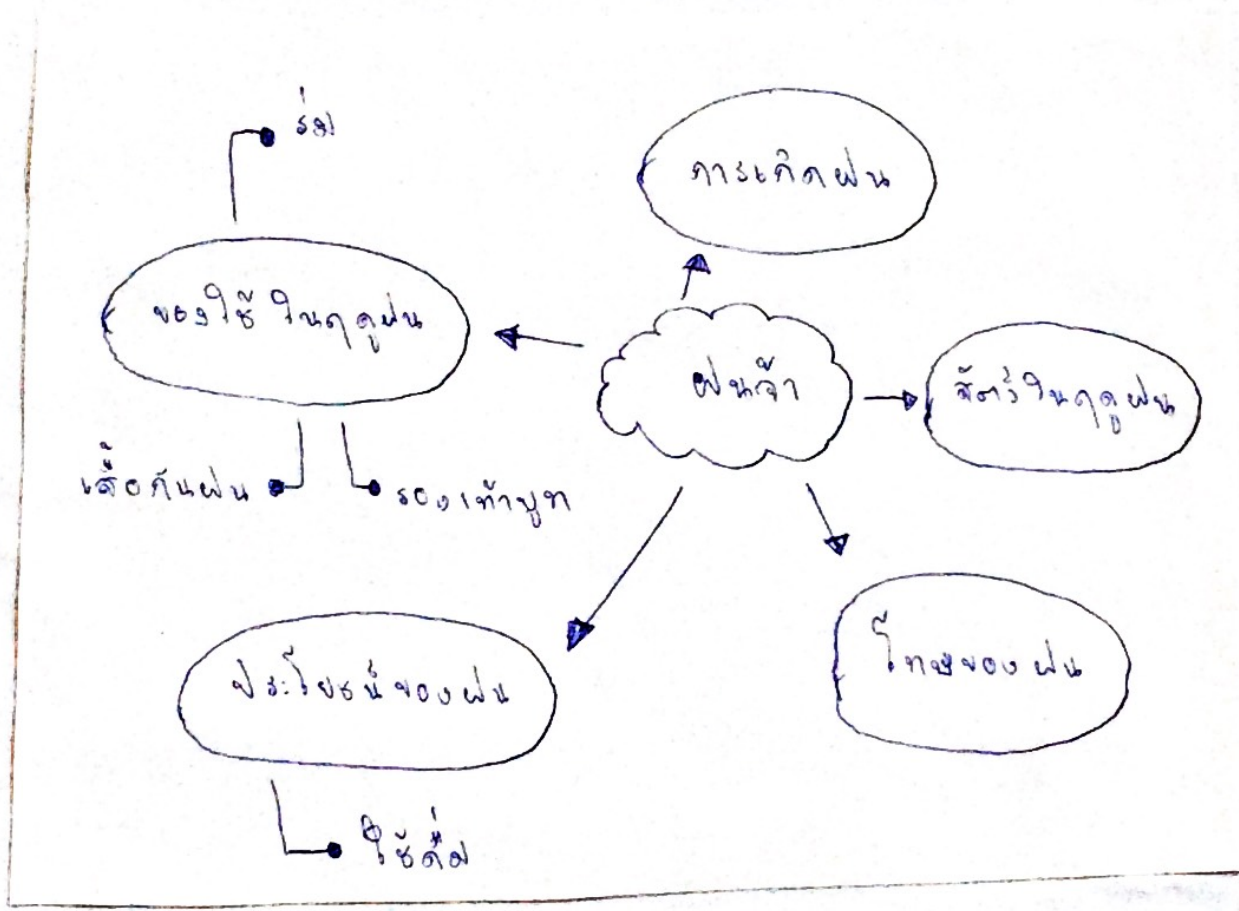 ร่ม
การเกิดฝน
ของใช้ในฤดูฝน
ฝนจ๋า
สัตว์ในฤดูฝน
เสื้อกันฝน
รองเท้าบูท
ประโยชน์ของฝน
โทษของฝน
ใช้ดื่ม